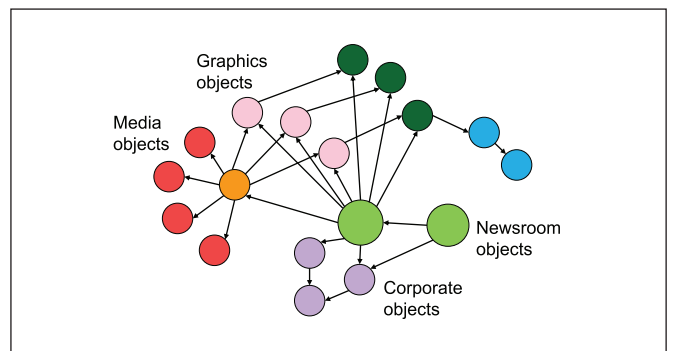 Graphics
objects
Media
objects
Newsroom
objects
Corporate
objects